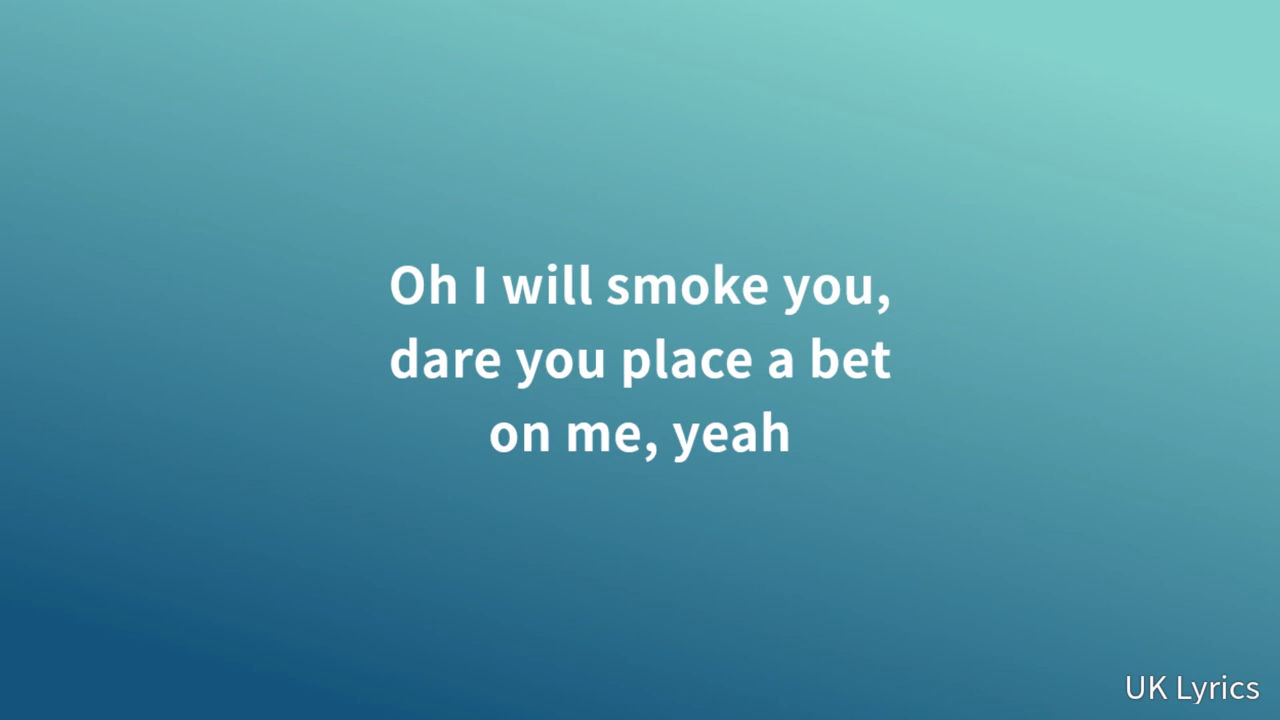 Oh I will smoke you,
dare you place a bet
on me, yeah
UK Lyrics